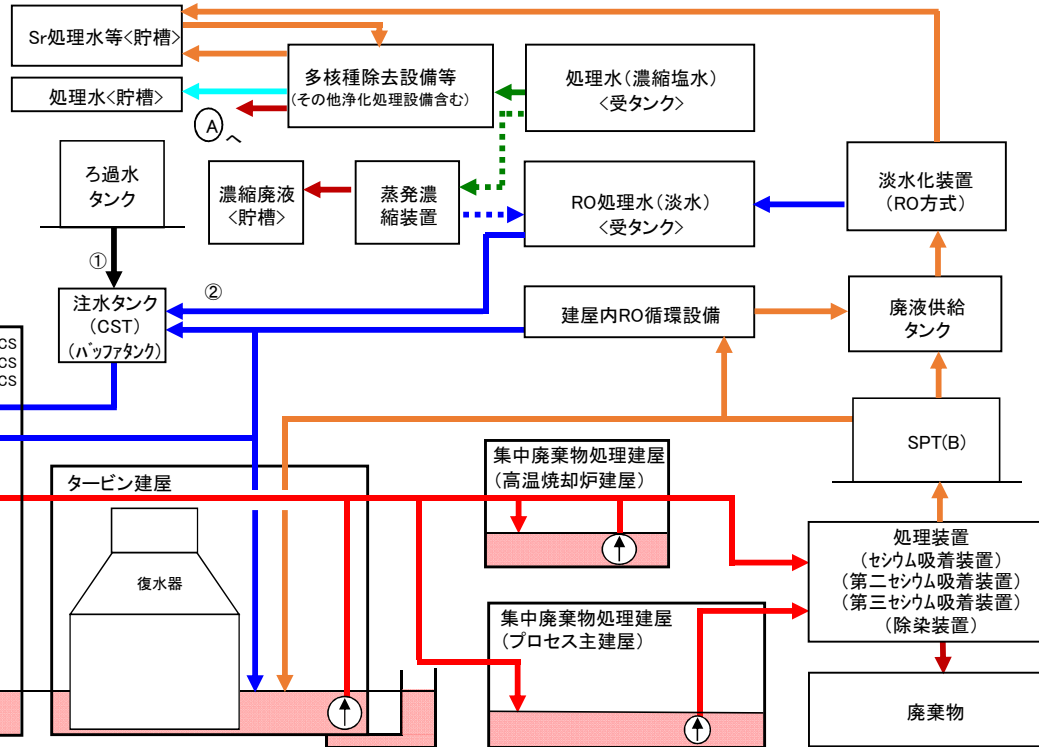 Sr処理水等<貯槽>
処理水<貯槽>
多核種除去設備等
(その他浄化処理設備含む)
処理水(濃縮塩水)
<受タンク>
A へ
ろ過水
タンク
濃縮廃液
<貯槽>
蒸発濃
縮装置
RO処理水(淡水)
<受タンク>
淡水化装置
(RO方式)
①
②
注水タンク
(CST)
(バッファタンク)
建屋内RO循環設備
廃液供給
タンク
CS
CS
CS
SPT(B)
タービン建屋
復水器
集中廃棄物処理建屋
(高温焼却炉建屋)
処理装置
(セシウム吸着装置)
(第二セシウム吸着装置)
(第三セシウム吸着装置)
(除染装置)
集中廃棄物処理建屋
(プロセス主建屋)
廃棄物